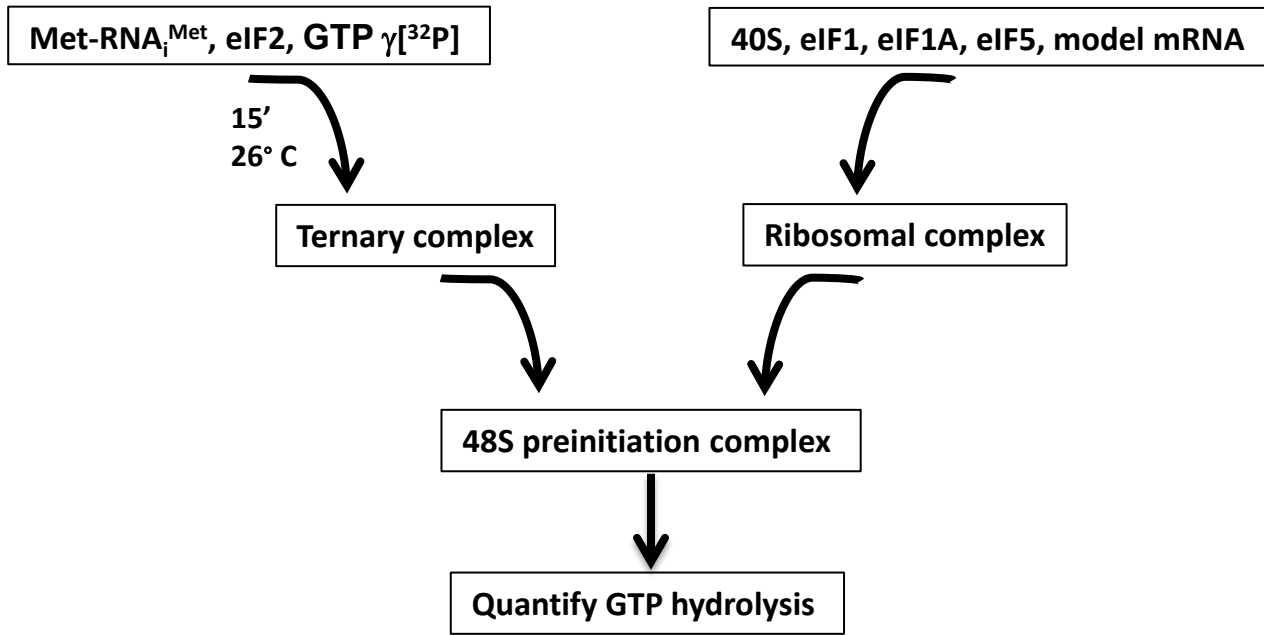 Met-RNAᵢᴹᵉᵗ, eIF2, GTP γ[³²P]
40S, eIF1, eIF1A, eIF5, model mRNA
15’
26° C
Ternary complex
Ribosomal complex
48S preinitiation complex
Quantify GTP hydrolysis